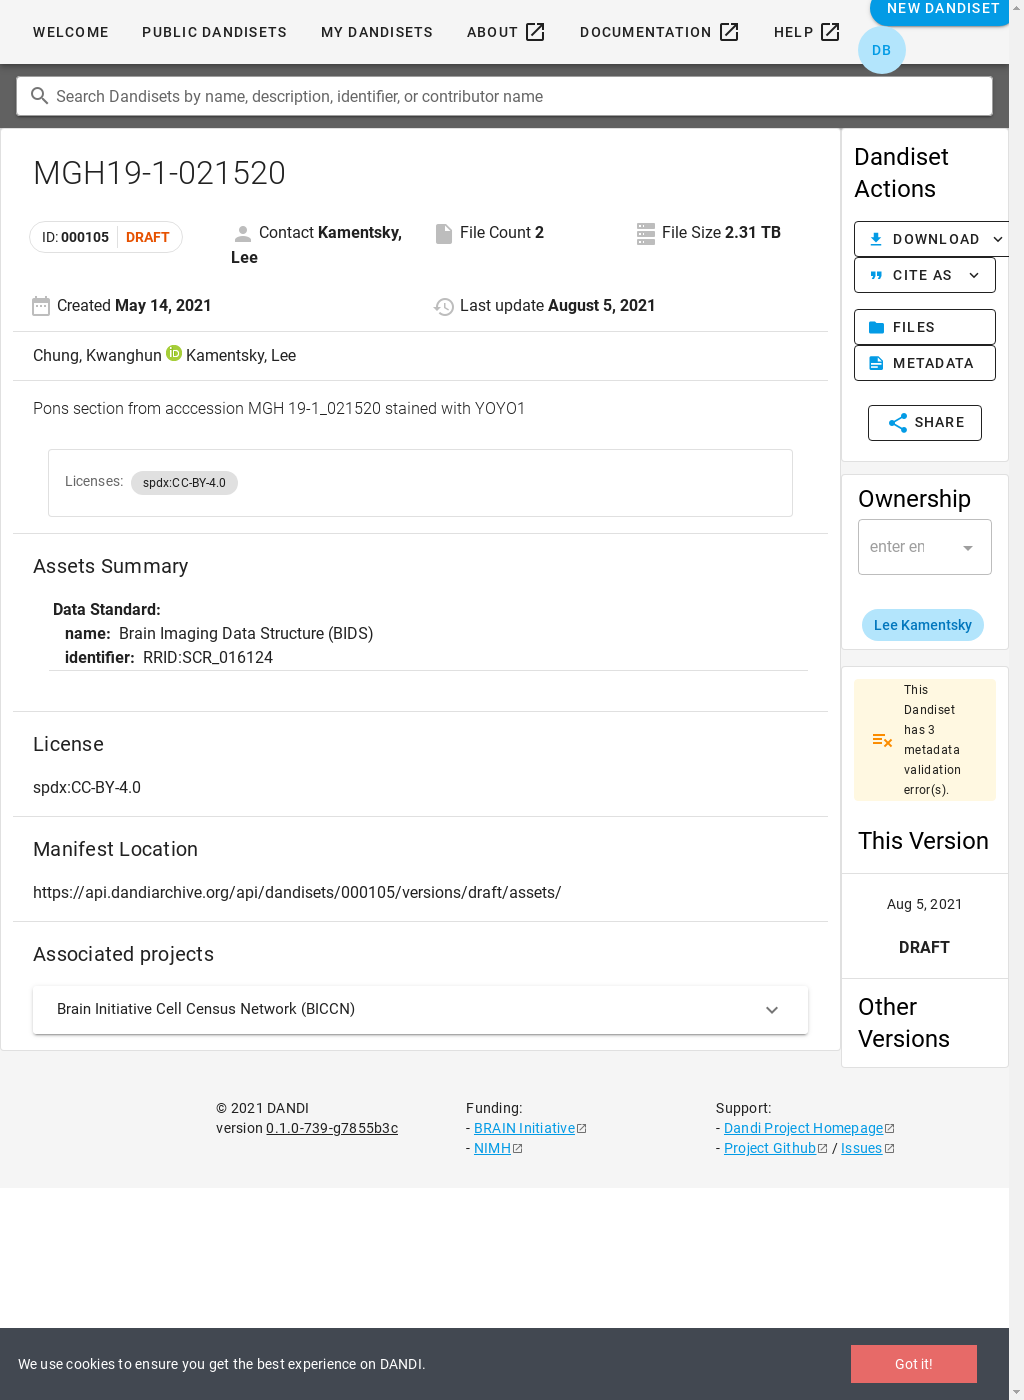 WELCOME PUBLIC DANDISETS MY DANDISETS ABOUT DOCUMENTATION HELP NEW DANDISET
DB
Search Dandisets by name, description, identifier, or contributor name
MGH19-1-021520
ID: 000105 DRAFT
Contact Kamentsky,
Lee
File Count 2
File Size 2.31 TB
Created May 14, 2021
Last update August 5, 2021
Chung, Kwanghun Kamentsky, Lee
Pons section from acccession MGH 19-1_021520 stained with YOYO1
Licenses: spdx:CC-BY-4.0
Assets Summary
Data Standard:
name: Brain Imaging Data Structure (BIDS)
identifier: RRID:SCR_016124
License
spdx:CC-BY-4.0
Manifest Location
https://api.dandiarchive.org/api/dandisets/000105/versions/draft/assets/
Associated projects
Brain Initiative Cell Census Network (BICCN)
Dandiset
Actions
DOWNLOAD
CITE AS
FILES
METADATA
SHARE
Ownership
enter en
Lee Kamentsky
This
Dandiset
has 3
metadata
validation
error(s).
This Version
Aug 5, 2021
DRAFT
Other
Versions
© 2021 DANDI
version 0.1.0-739-g7855b3c
Funding:
- BRAIN Initiative
- NIMH
Support:
- Dandi Project Homepage
- Project Github / Issues
We use cookies to ensure you get the best experience on DANDI.
Got it!